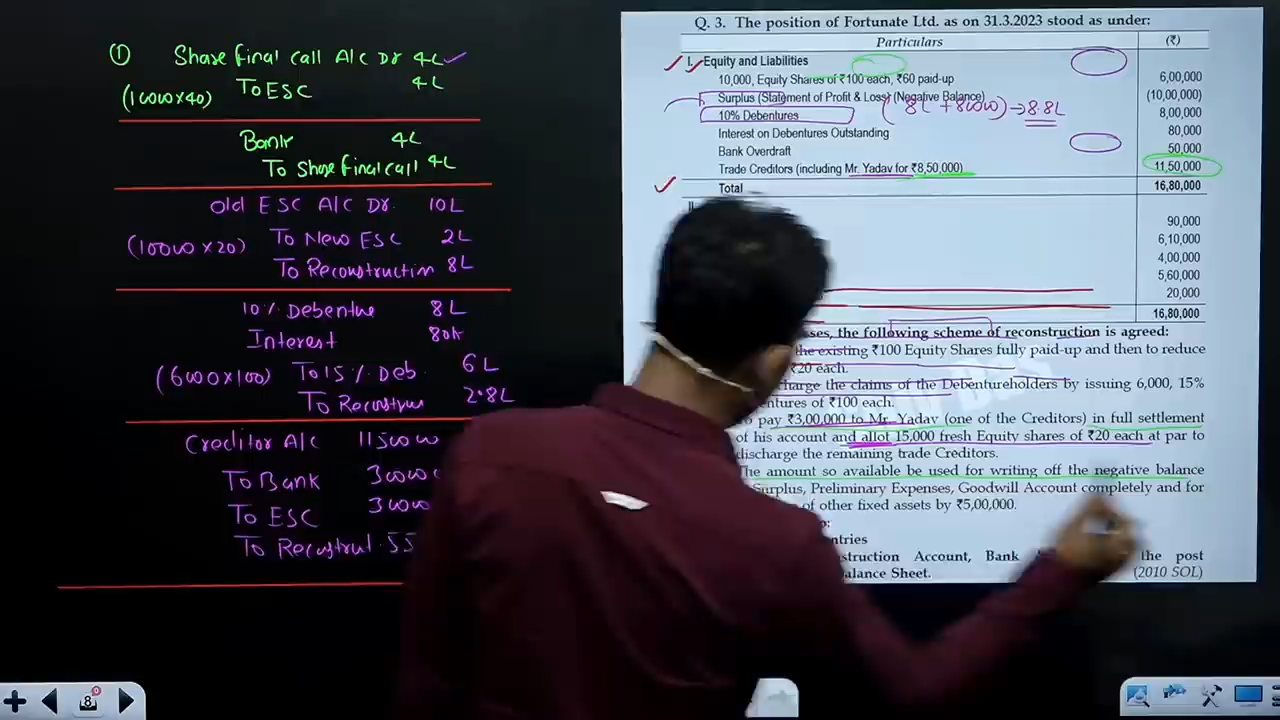 ① Share final call A/c Dr 4L
(10000×40) To ESC 4L
Bank 4L
To Share final call 4L
old ESC A/c Dr. 10L
(10000×20) To New ESC 2L
To Reconstruction 8L
10% Debenture 8L
Interest 80k
(6000×100) To 15% Deb. 6L
To Reconstruⁿ 2.8L
Creditor A/c 11500
To Bank 30000
To ESC 30000
To Reconstrut. 55
Q. 3. The position of Fortunate Ltd. as on 31.3.2023 stood as under:
Particulars (₹)
I. Equity and Liabilities
10,000, Equity Shares of ₹100 each, ₹60 paid-up 6,00,000
Surplus (Statement of Profit & Loss) (Negative Balance) (10,00,000)
10% Debentures (8L + 80000) → 8.8L 8,00,000
Interest on Debentures Outstanding 80,000
Bank Overdraft 50,000
Trade Creditors (including Mr. Yadav for ₹8,50,000) 11,50,000
Total 16,80,000
II
90,000
6,10,000
4,00,000
5,60,000
20,000
16,80,000
ses, the following scheme of reconstruction is agreed:
the existing ₹100 Equity Shares fully paid-up and then to reduce
₹20 each.
harge the claims of the Debentureholders by issuing 6,000, 15%
entures of ₹100 each.
o pay ₹3,00,000 to Mr. Yadav (one of the Creditors) in full settlement
of his account and allot 15,000 fresh Equity shares of ₹20 each at par to
discharge the remaining trade Creditors.
The amount so available be used for writing off the negative balance
Surplus, Preliminary Expenses, Goodwill Account completely and for
of other fixed assets by ₹5,00,000.
p:
ntries
struction Account, Bank the post
alance Sheet. (2010 SOL)
8